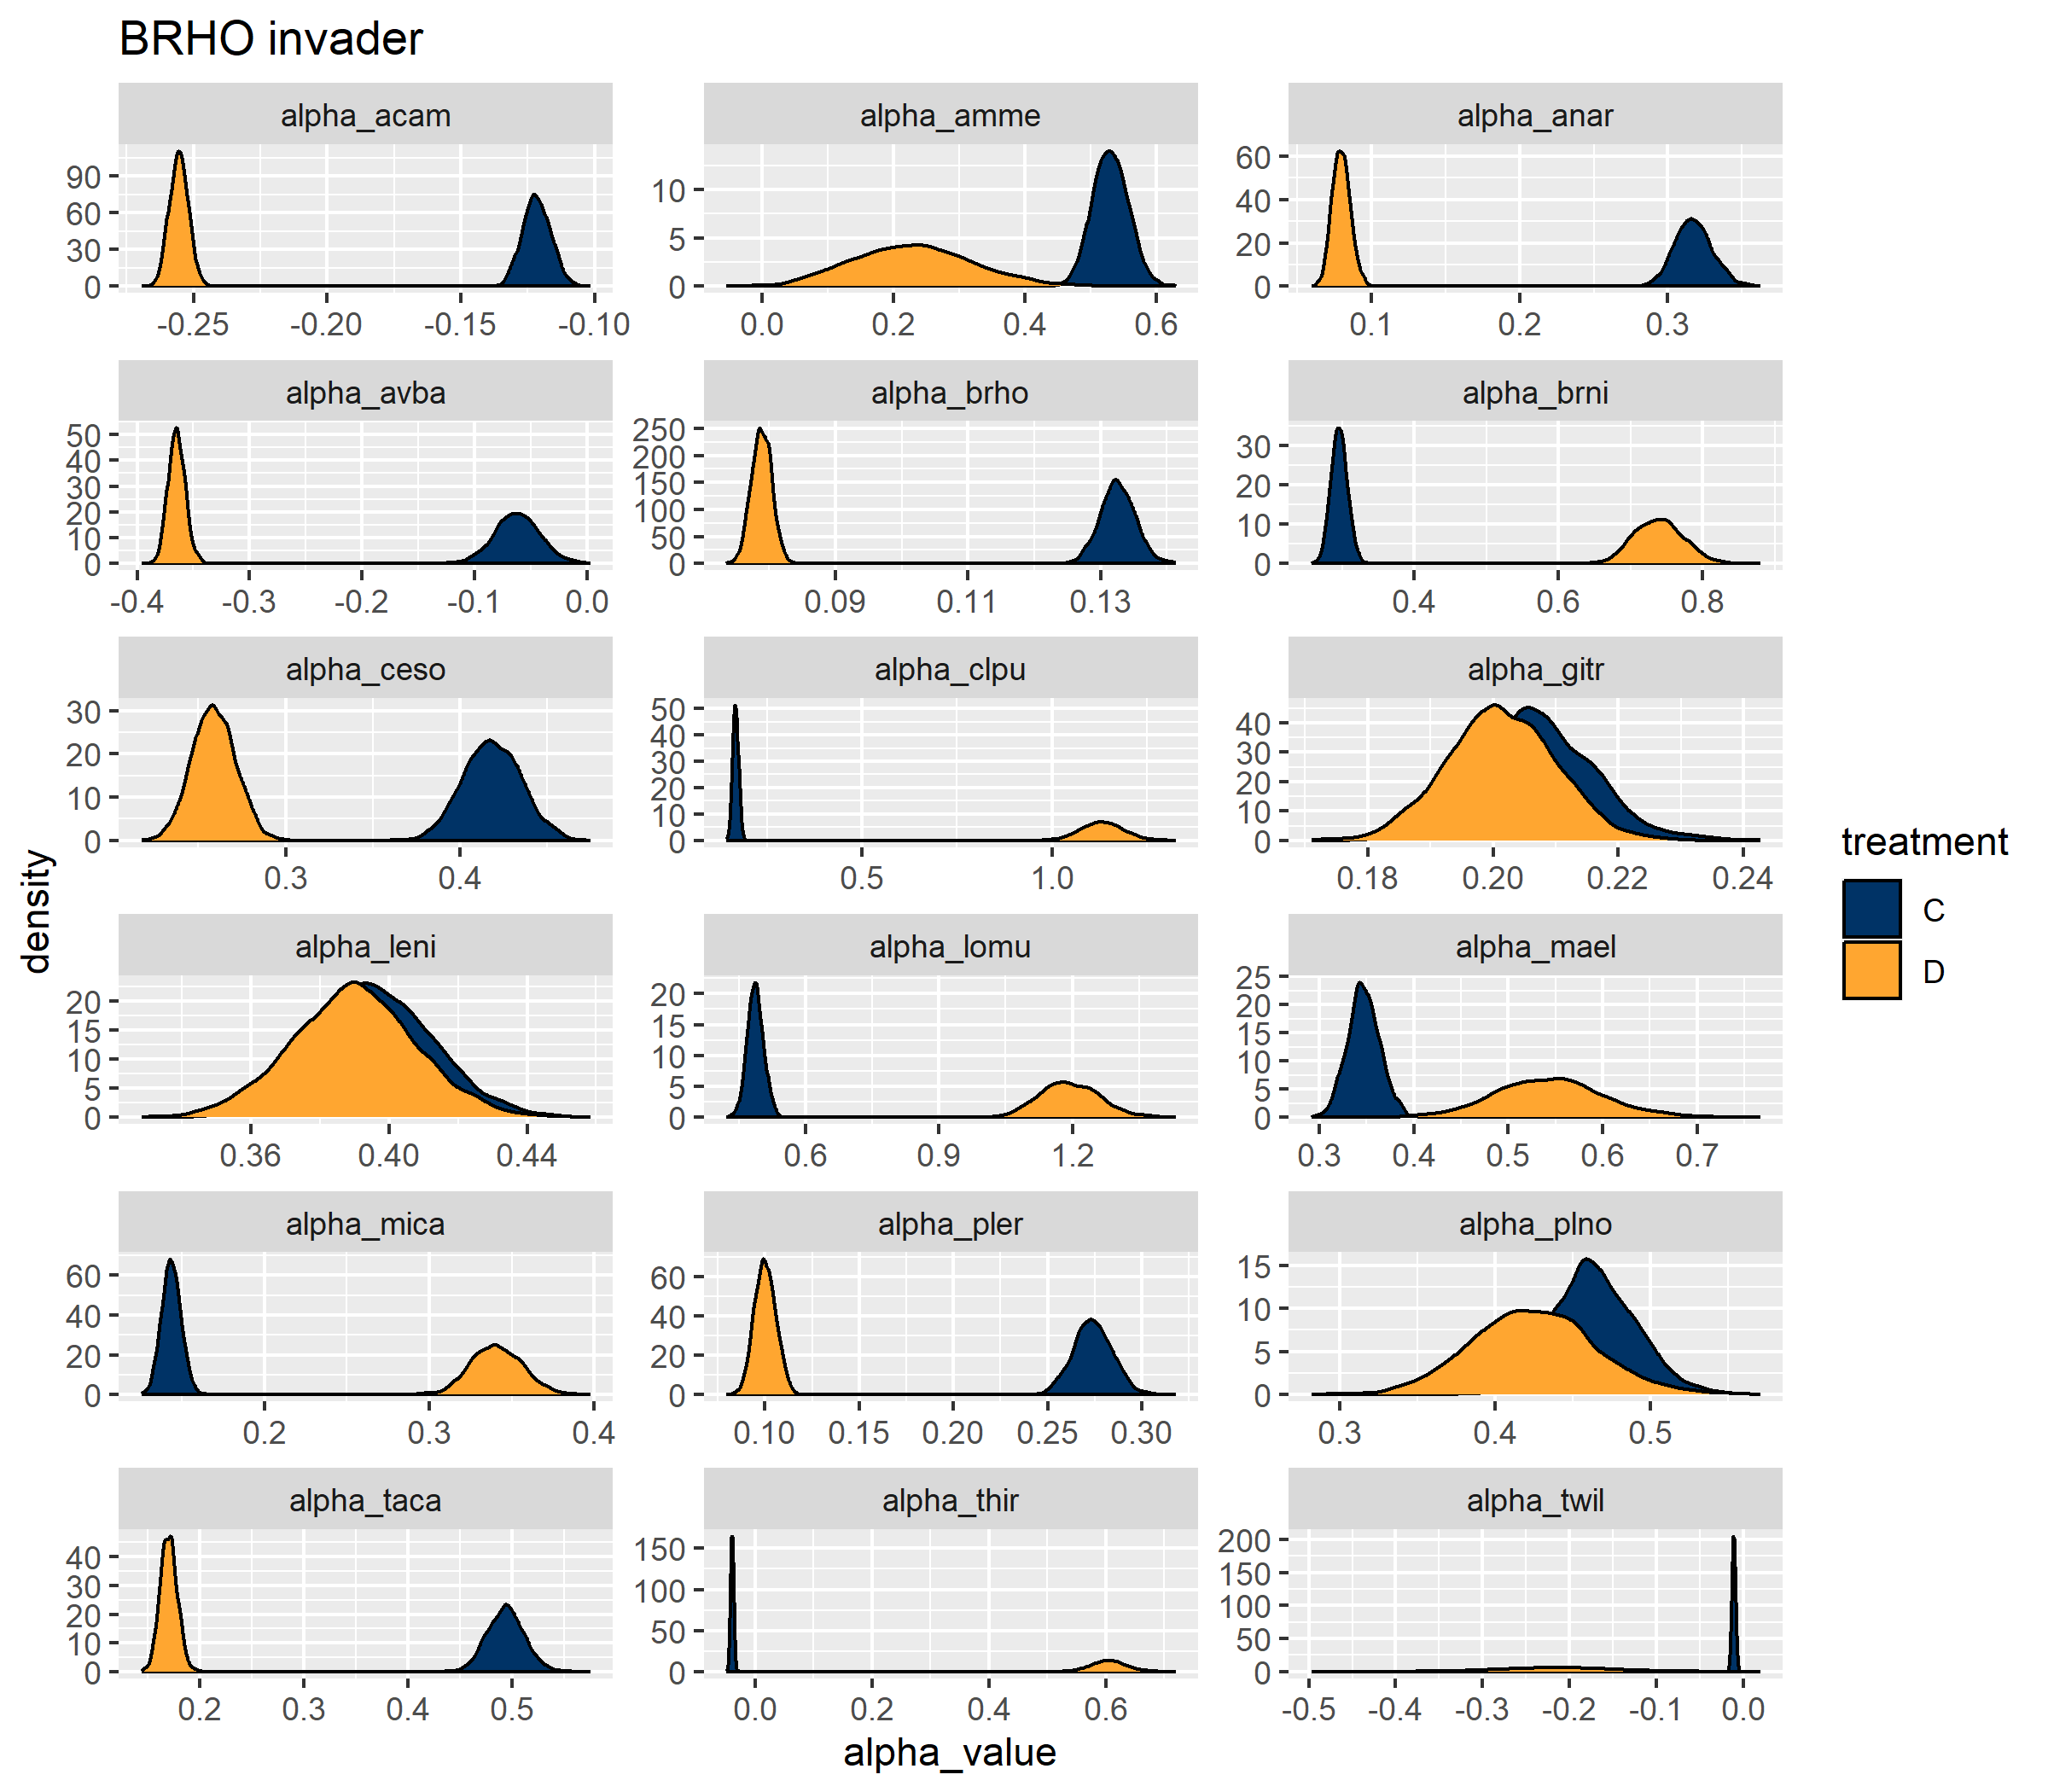 BRHO invader
alpha_acam alpha_amme alpha_anar
90 60 30 0
10 5 0
60 40 20 0
-0.25 -0.20 -0.15 -0.10
0.0 0.2 0.4 0.6
0.1 0.2 0.3
alpha_avba alpha_brho alpha_brni
50 40 30 20 10 0
250 200 150 100 50 0
30 20 10 0
-0.4 -0.3 -0.2 -0.1 0.0
0.09 0.11 0.13
0.4 0.6 0.8
alpha_ceso alpha_clpu alpha_gitr
30 20 10 0
50 40 30 20 10 0
40 30 20 10 0
0.3 0.4
0.5 1.0
0.18 0.20 0.22 0.24
alpha_leni alpha_lomu alpha_mael
20 15 10 5 0
20 15 10 5 0
25 20 15 10 5 0
0.36 0.40 0.44
0.6 0.9 1.2
0.3 0.4 0.5 0.6 0.7
alpha_mica alpha_pler alpha_plno
60 40 20 0
60 40 20 0
15 10 5 0
0.2 0.3 0.4
0.10 0.15 0.20 0.25 0.30
0.3 0.4 0.5
alpha_taca alpha_thir alpha_twil
40 30 20 10 0
150 100 50 0
200 150 100 50 0
0.2 0.3 0.4 0.5
0.0 0.2 0.4 0.6
-0.5 -0.4 -0.3 -0.2 -0.1 0.0
density
alpha_value
treatment
C
D